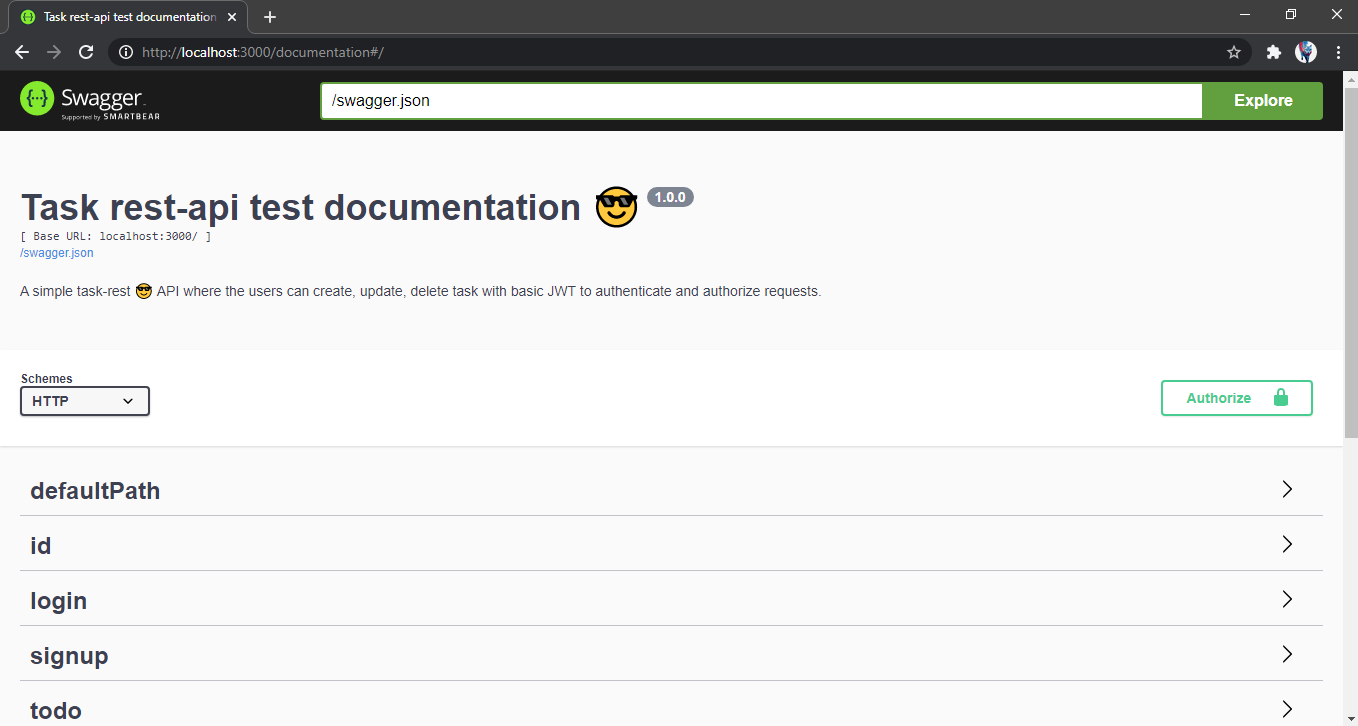 Task rest-api test documentation
http://localhost:3000/documentation#/
Swagger.
Supported by SMARTBEAR
/swagger.json
Explore
Task rest-api test documentation 😎 1.0.0
[ Base URL: localhost:3000/ ]
/swagger.json
A simple task-rest 😎 API where the users can create, update, delete task with basic JWT to authenticate and authorize requests.
Schemes
HTTP
Authorize
defaultPath
id
login
signup
todo